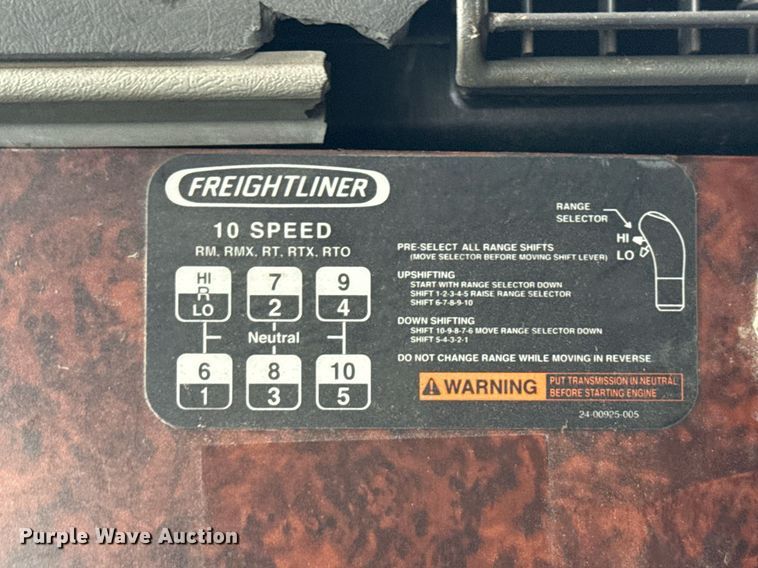 FREIGHTLINER
10 SPEED
RM, RMX, RT, RTX, RTO
HI 7 9
R
LO 2 4
Neutral
6 8 10
1 3 5
RANGE
SELECTOR
HI
LO
PRE-SELECT ALL RANGE SHIFTS
(MOVE SELECTOR BEFORE MOVING SHIFT LEVER)
UPSHIFTING
START WITH RANGE SELECTOR DOWN
SHIFT 1-2-3-4-5 RAISE RANGE SELECTOR
SHIFT 6-7-8-9-10
DOWN SHIFTING
SHIFT 10-9-8-7-6 MOVE RANGE SELECTOR DOWN
SHIFT 5-4-3-2-1
DO NOT CHANGE RANGE WHILE MOVING IN REVERSE
WARNING PUT TRANSMISSION IN NEUTRAL
BEFORE STARTING ENGINE
24-00925-005
Purple Wave Auction